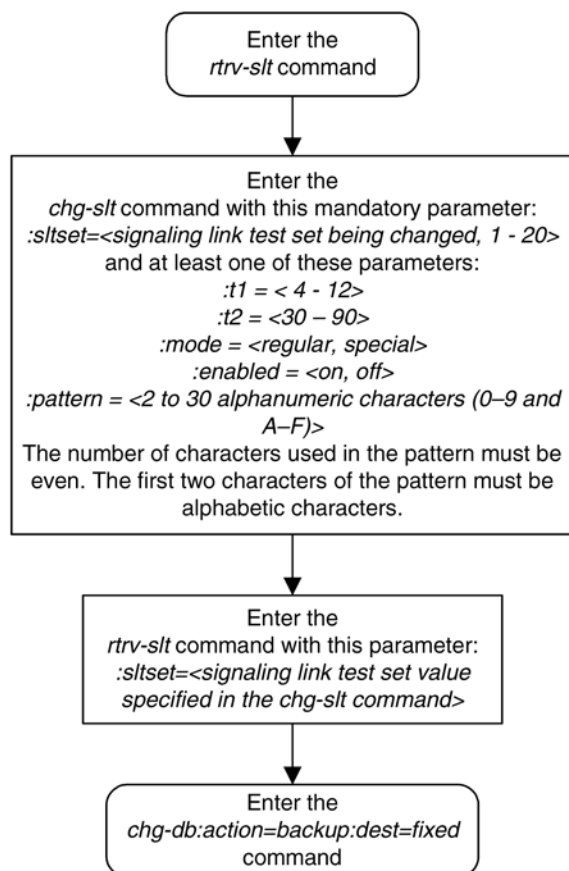 Enter the
rtrv-slt command
Enter the
chg-slt command with this mandatory parameter:
:sltset=<signaling link test set being changed, 1 - 20>
and at least one of these parameters:
:t1 = < 4 - 12>
:t2 = <30 – 90>
:mode = <regular, special>
:enabled = <on, off>
:pattern = <2 to 30 alphanumeric characters (0–9 and
A–F)>
The number of characters used in the pattern must be
even. The first two characters of the pattern must be
alphabetic characters.
Enter the
rtrv-slt command with this parameter:
:sltset=<signaling link test set value
specified in the chg-slt command>
Enter the
chg-db:action=backup:dest=fixed
command